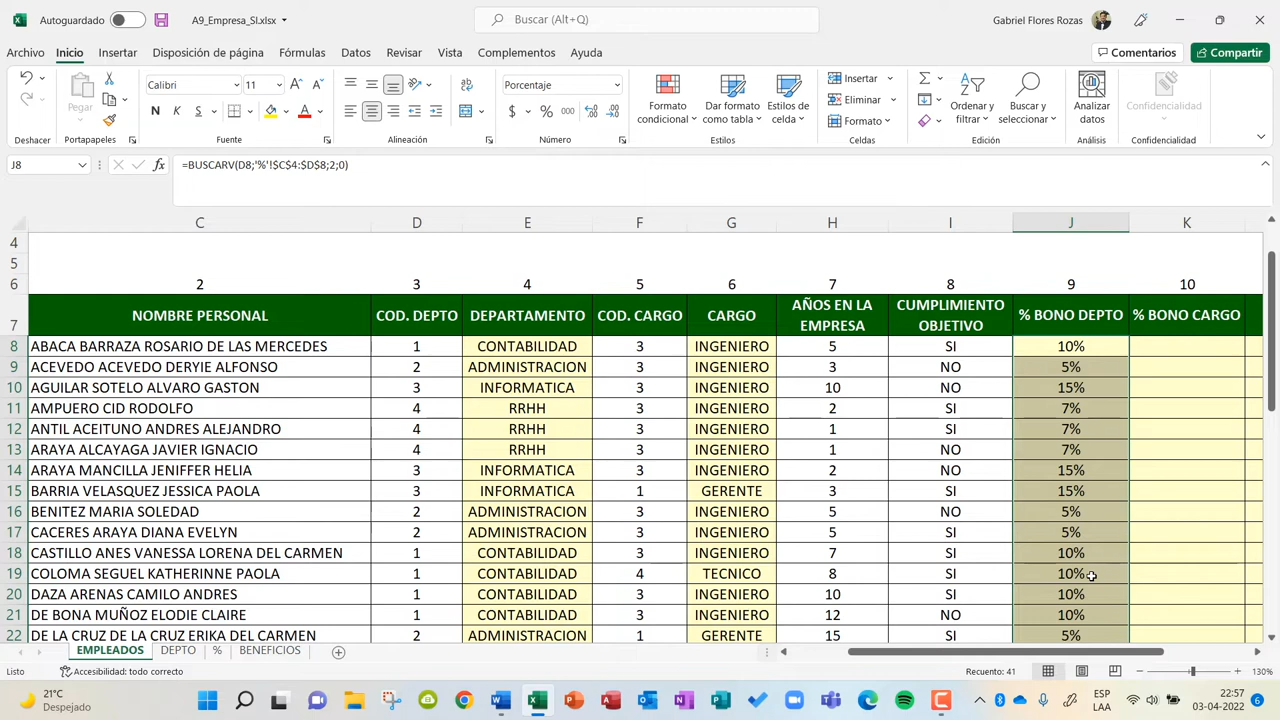 Autoguardado A9_Empresa_SI.xlsx Buscar (Alt+Q) Gabriel Flores Rozas
Archivo Inicio Insertar Disposición de página Fórmulas Datos Revisar Vista Complementos Ayuda Comentarios Compartir
Pegar Calibri 11 N K S Porcentaje $ % 000 Formato condicional Dar formato como tabla Estilos de celda Insertar Eliminar Formato Ordenar y filtrar Buscar y seleccionar Analizar datos Confidencialidad
Deshacer Portapapeles Fuente Alineación Número Estilos Celdas Edición Análisis Confidencialidad
J8 fx =BUSCARV(D8;'%'!$C$4:$D$8;2;0)
C D E F G H I J K
4
5
6 2 3 4 5 6 7 8 9 10
7 NOMBRE PERSONAL COD. DEPTO DEPARTAMENTO COD. CARGO CARGO AÑOS EN LA EMPRESA CUMPLIMIENTO OBJETIVO % BONO DEPTO % BONO CARGO
8 ABACA BARRAZA ROSARIO DE LAS MERCEDES 1 CONTABILIDAD 3 INGENIERO 5 SI 10%
9 ACEVEDO ACEVEDO DERYIE ALFONSO 2 ADMINISTRACION 3 INGENIERO 3 NO 5%
10 AGUILAR SOTELO ALVARO GASTON 3 INFORMATICA 3 INGENIERO 10 NO 15%
11 AMPUERO CID RODOLFO 4 RRHH 3 INGENIERO 2 SI 7%
12 ANTIL ACEITUNO ANDRES ALEJANDRO 4 RRHH 3 INGENIERO 1 SI 7%
13 ARAYA ALCAYAGA JAVIER IGNACIO 4 RRHH 3 INGENIERO 1 NO 7%
14 ARAYA MANCILLA JENIFFER HELIA 3 INFORMATICA 3 INGENIERO 2 NO 15%
15 BARRIA VELASQUEZ JESSICA PAOLA 3 INFORMATICA 1 GERENTE 3 SI 15%
16 BENITEZ MARIA SOLEDAD 2 ADMINISTRACION 3 INGENIERO 5 NO 5%
17 CACERES ARAYA DIANA EVELYN 2 ADMINISTRACION 3 INGENIERO 5 SI 5%
18 CASTILLO ANES VANESSA LORENA DEL CARMEN 1 CONTABILIDAD 3 INGENIERO 7 SI 10%
19 COLOMA SEGUEL KATHERINNE PAOLA 1 CONTABILIDAD 4 TECNICO 8 SI 10%
20 DAZA ARENAS CAMILO ANDRES 1 CONTABILIDAD 3 INGENIERO 10 SI 10%
21 DE BONA MUÑOZ ELODIE CLAIRE 1 CONTABILIDAD 3 INGENIERO 12 NO 10%
22 DE LA CRUZ DE LA CRUZ ERIKA DEL CARMEN 2 ADMINISTRACION 1 GERENTE 15 SI 5%
EMPLEADOS DEPTO % BENEFICIOS
Listo Accesibilidad: todo correcto Recuento: 41 130%
21°C Despejado ESP LAA 22:57 03-04-2022 6